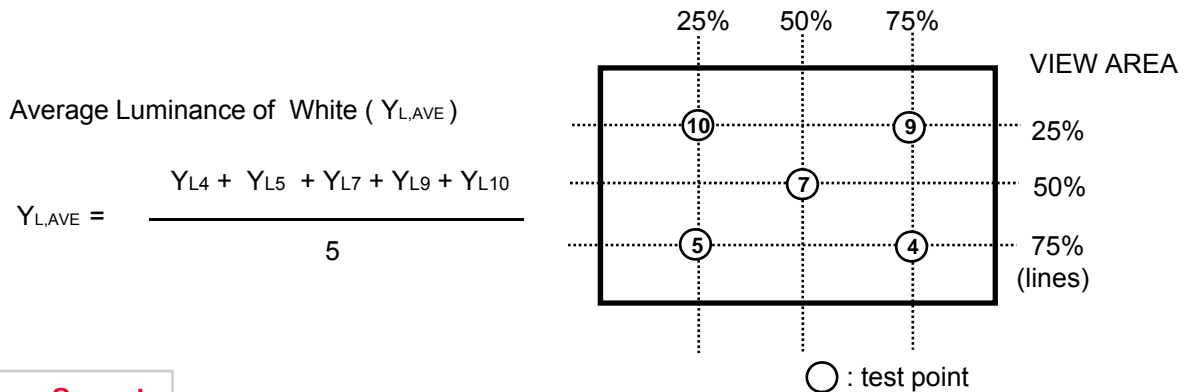 25% 50% 75%
VIEW AREA
Average Luminance of White ( YL,AVE )
10 9 25%
YL4 + YL5 + YL7 + YL9 + YL10
7 50%
YL,AVE =
5
5 4 75%
(lines)
: test point